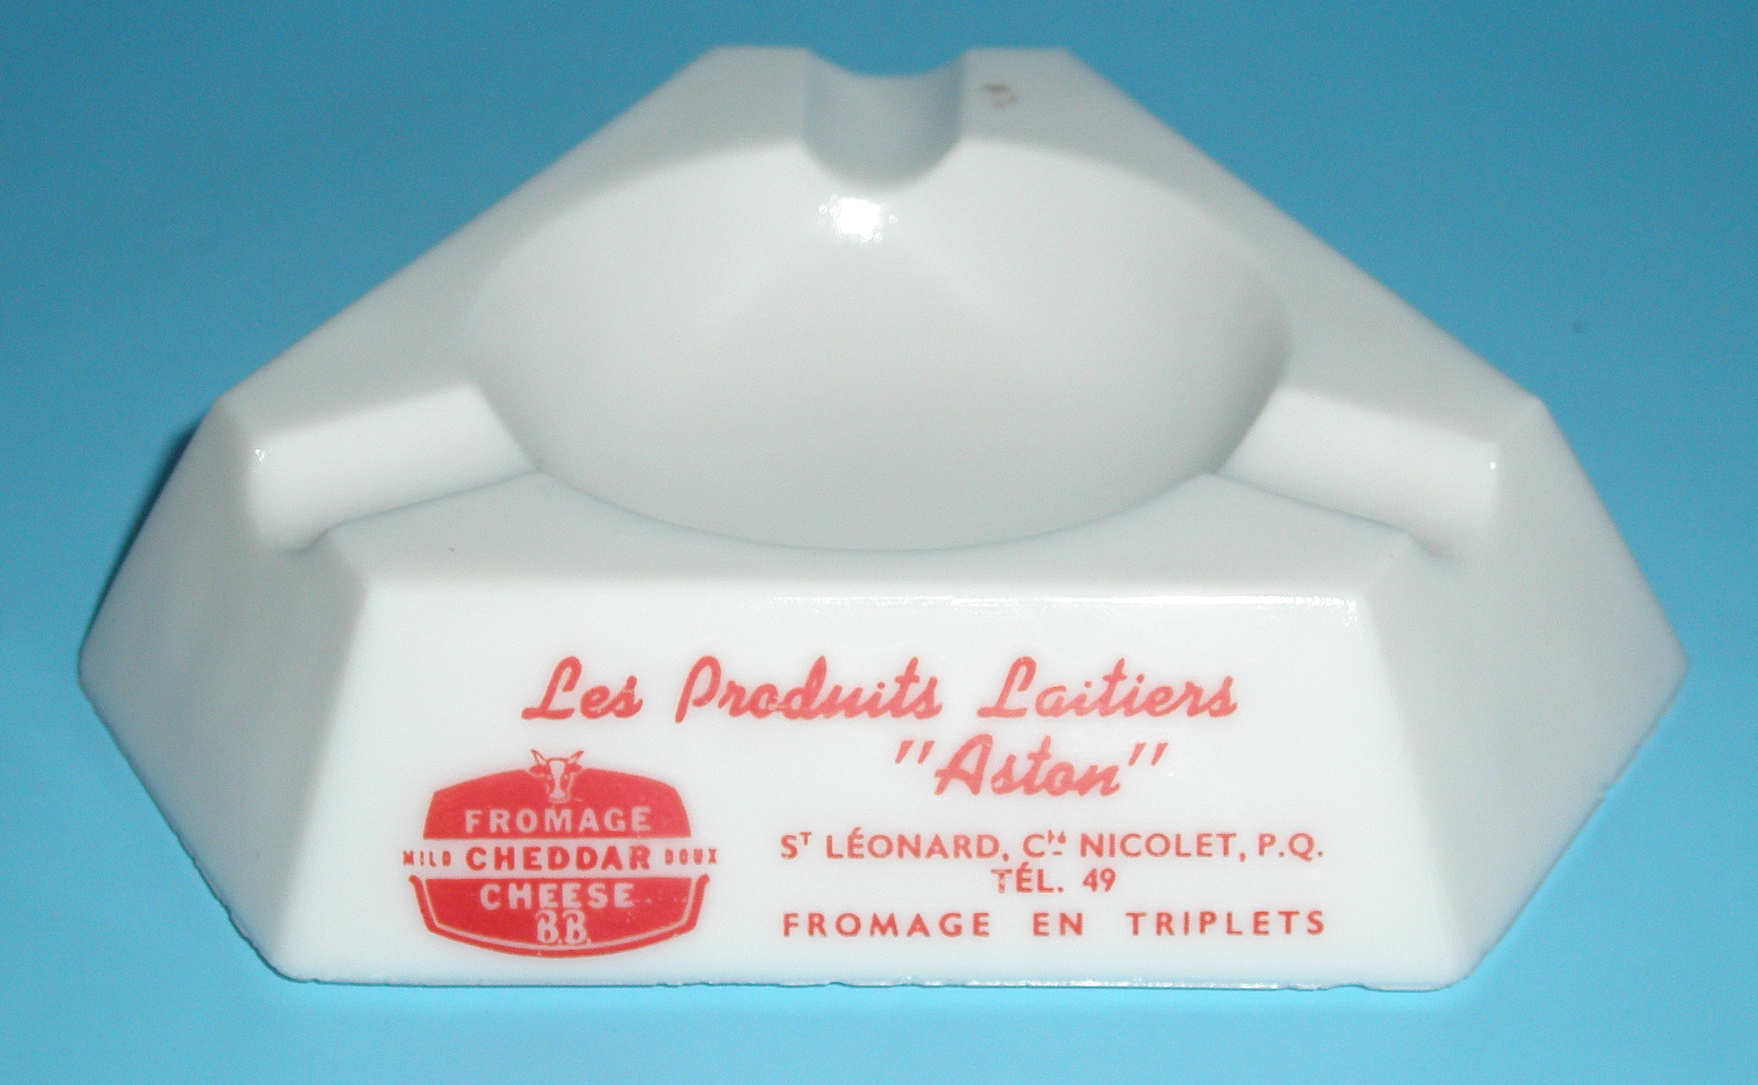 Les Produits Laitiers
"Aston"
FROMAGE
MILD CHEDDAR DOUX
CHEESE
B.B.
ST LÉONARD, CTÉ NICOLET, P.Q.
TÉL. 49
FROMAGE EN TRIPLETS